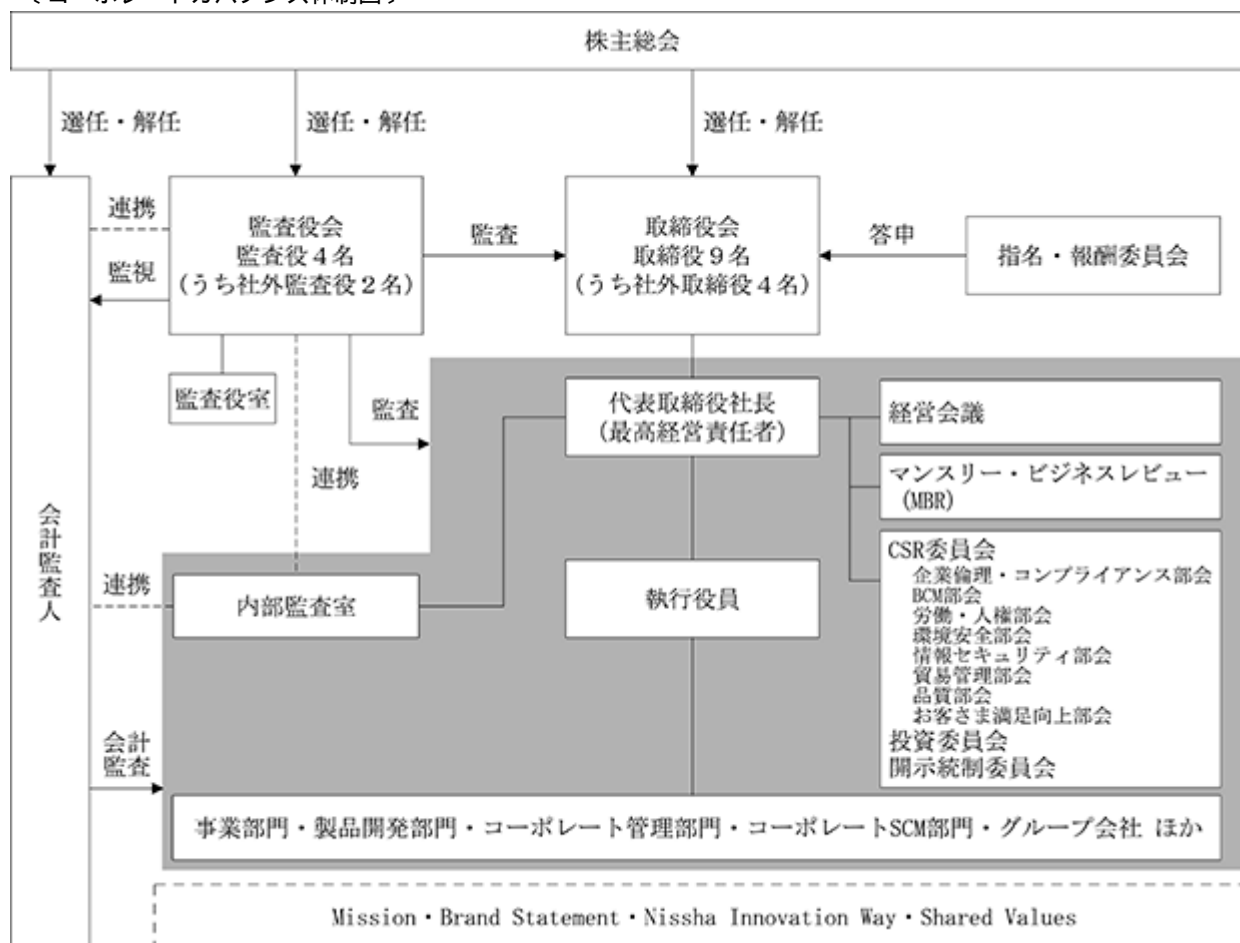 株主総会
選任・解任
選任・解任
選任・解任
連携
監視
監査役会
監査役4名
(うち社外監査役2名)
監査
取締役会
取締役9名
(うち社外取締役4名)
答申
指名・報酬委員会
監査役室
監査
連携
代表取締役社長
(最高経営責任者)
経営会議
マンスリー・ビジネスレビュー
(MBR)
会計監査人
連携
内部監査室
執行役員
CSR委員会
企業倫理・コンプライアンス部会
BCM部会
労働・人権部会
環境安全部会
情報セキュリティ部会
貿易管理部会
品質部会
お客さま満足向上部会
投資委員会
開示統制委員会
会計
監査
事業部門・製品開発部門・コーポレート管理部門・コーポレートSCM部門・グループ会社 ほか
Mission・Brand Statement・Nissha Innovation Way・Shared Values